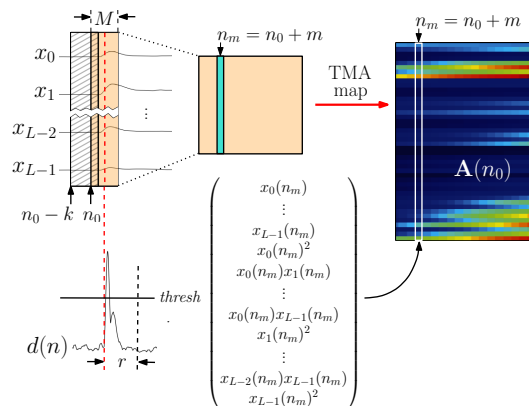 M
x_0
x_1
⋮
x_{L-2}
x_{L-1}
n_0 − k n_0
n_m = n_0 + m
TMA
map
n_m = n_0 + m
A(n_0)
x_0(n_m)
⋮
x_{L-1}(n_m)
x_0(n_m)^2
x_0(n_m)x_1(n_m)
⋮
x_0(n_m)x_{L-1}(n_m)
x_1(n_m)^2
⋮
x_{L-2}(n_m)x_{L-1}(n_m)
x_{L-1}(n_m)^2
thresh
d(n)
r